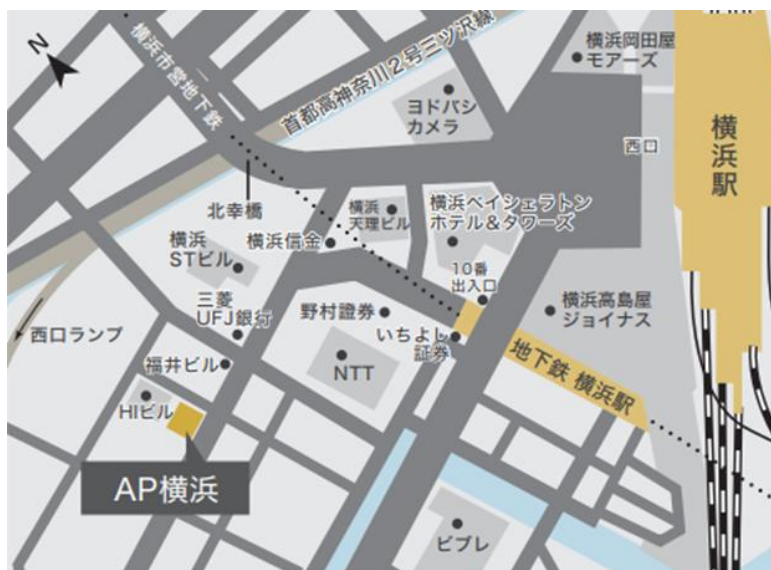 N
横浜市営地下鉄
首都高神奈川2号三ツ沢線
横浜岡田屋
モアーズ
ヨドバシ
カメラ
横浜駅
西口
北幸橋
横浜
天理ビル
横浜ベイシェラトン
ホテル&タワーズ
横浜
STビル
横浜信金
10番
出入口
三菱
UFJ銀行
野村證券
横浜高島屋
ジョイナス
西口ランプ
いちよし
証券
福井ビル
NTT
地下鉄 横浜駅
HIビル
AP横浜
ビブレ